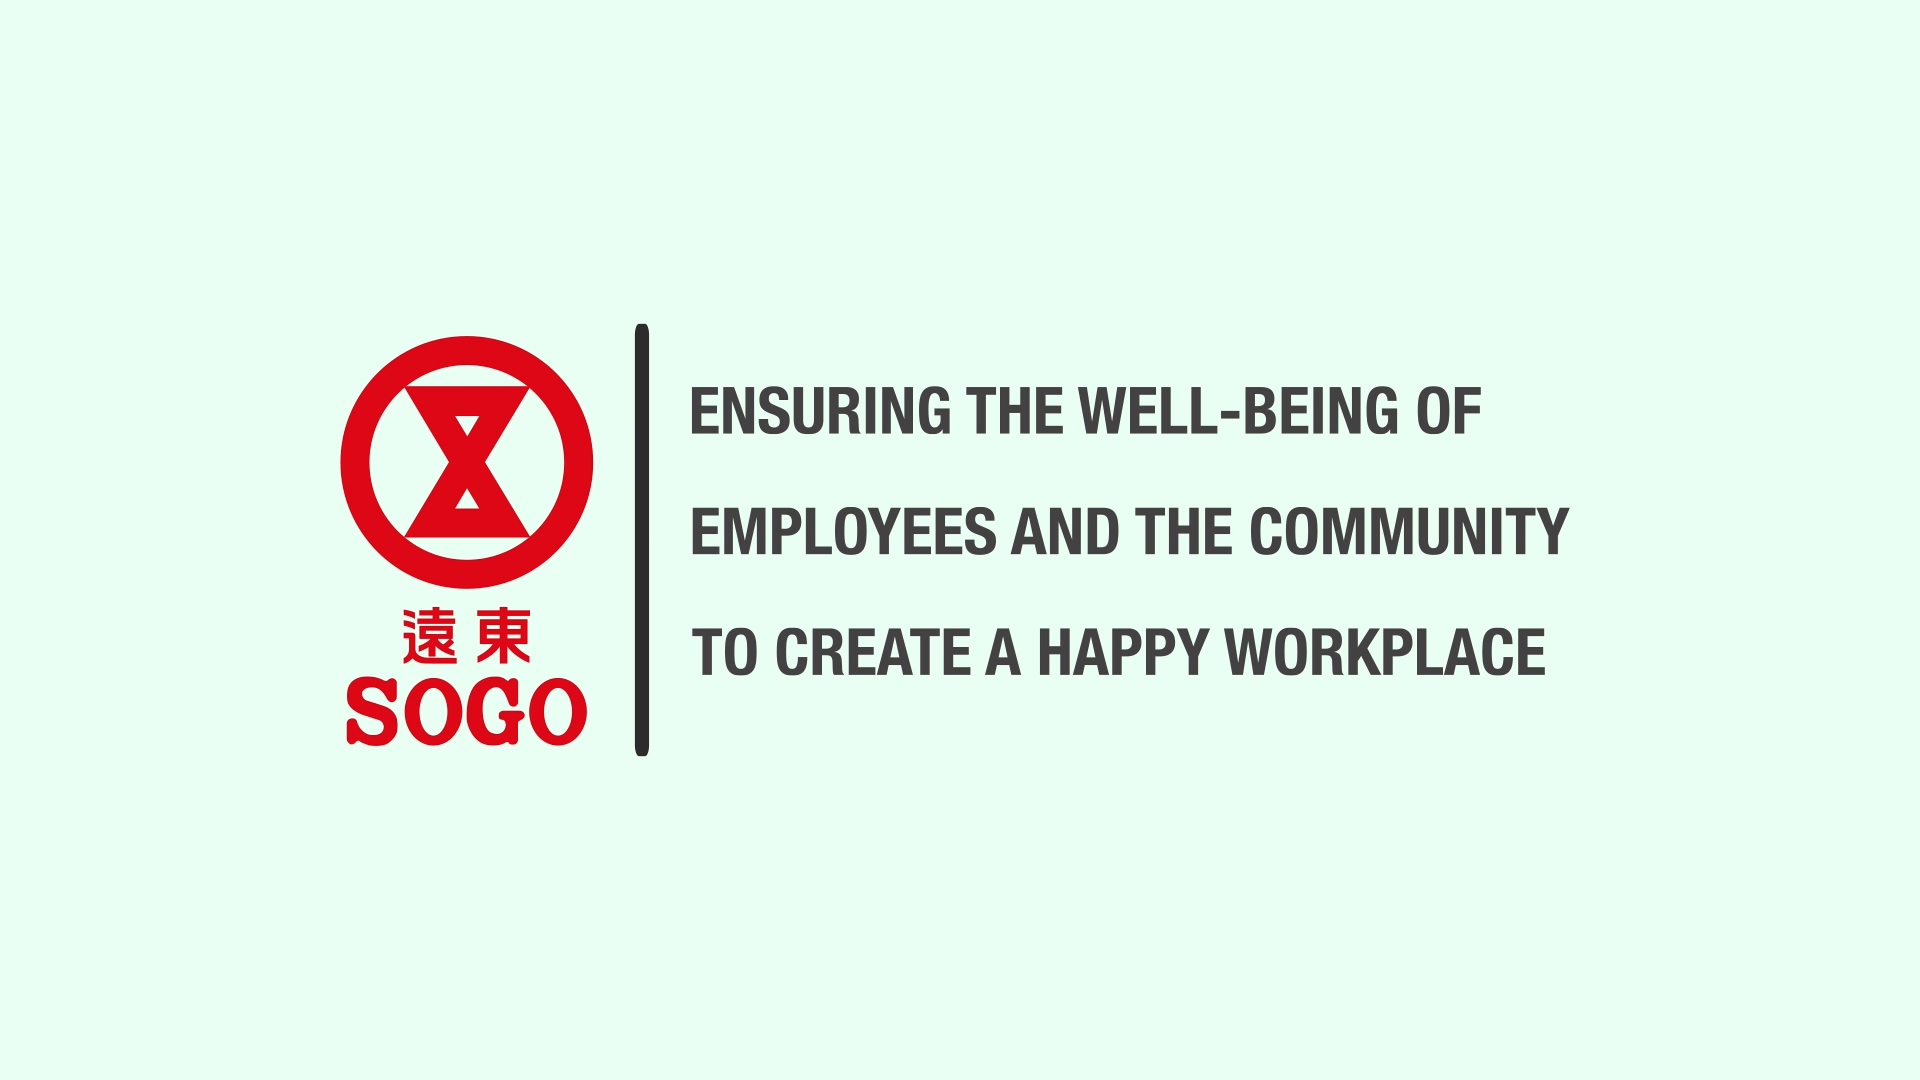 遠東
SOGO
ENSURING THE WELL-BEING OF
EMPLOYEES AND THE COMMUNITY
TO CREATE A HAPPY WORKPLACE